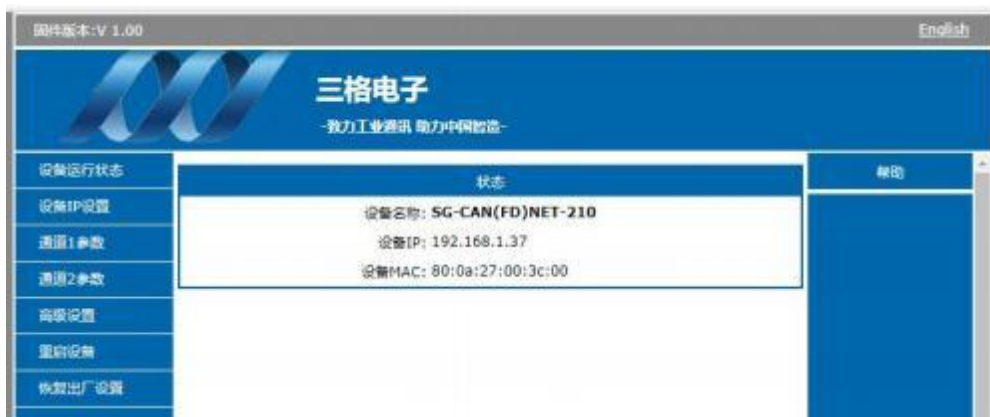 固件版本:V 1.00
English
三格电子
-致力工业通讯 助力中国智造-
设备运行状态
设备IP设置
通道1参数
通道2参数
高级设置
重启设备
恢复出厂设置
状态
设备名称: SG-CAN(FD)NET-210
设备IP: 192.168.1.37
设备MAC: 80:0a:27:00:3c:00
帮助